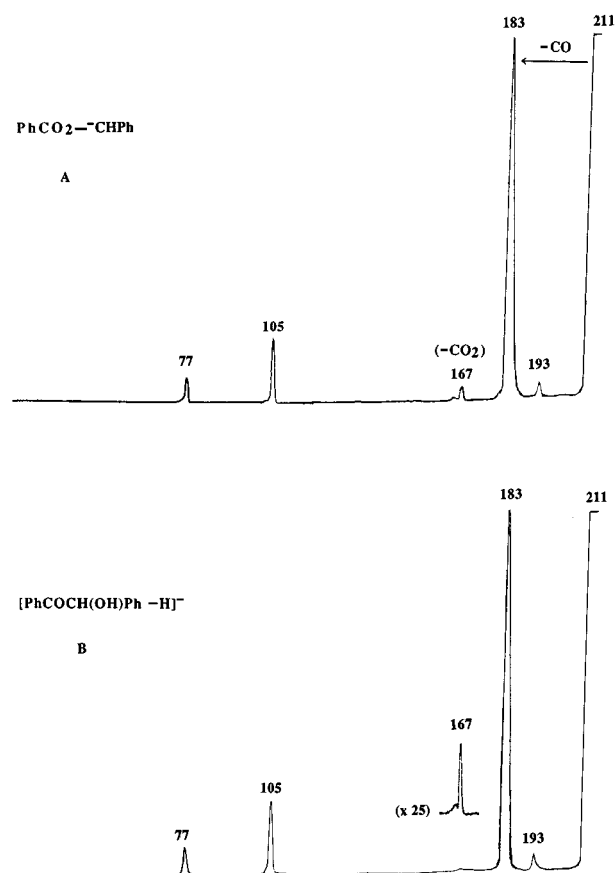 183
211
−CO
PhCO2—⁻CHPh
A
105
77
(−CO2)
167
193
183
211
[PhCOCH(OH)Ph −H]⁻
B
167
105
(x 25)
77
193